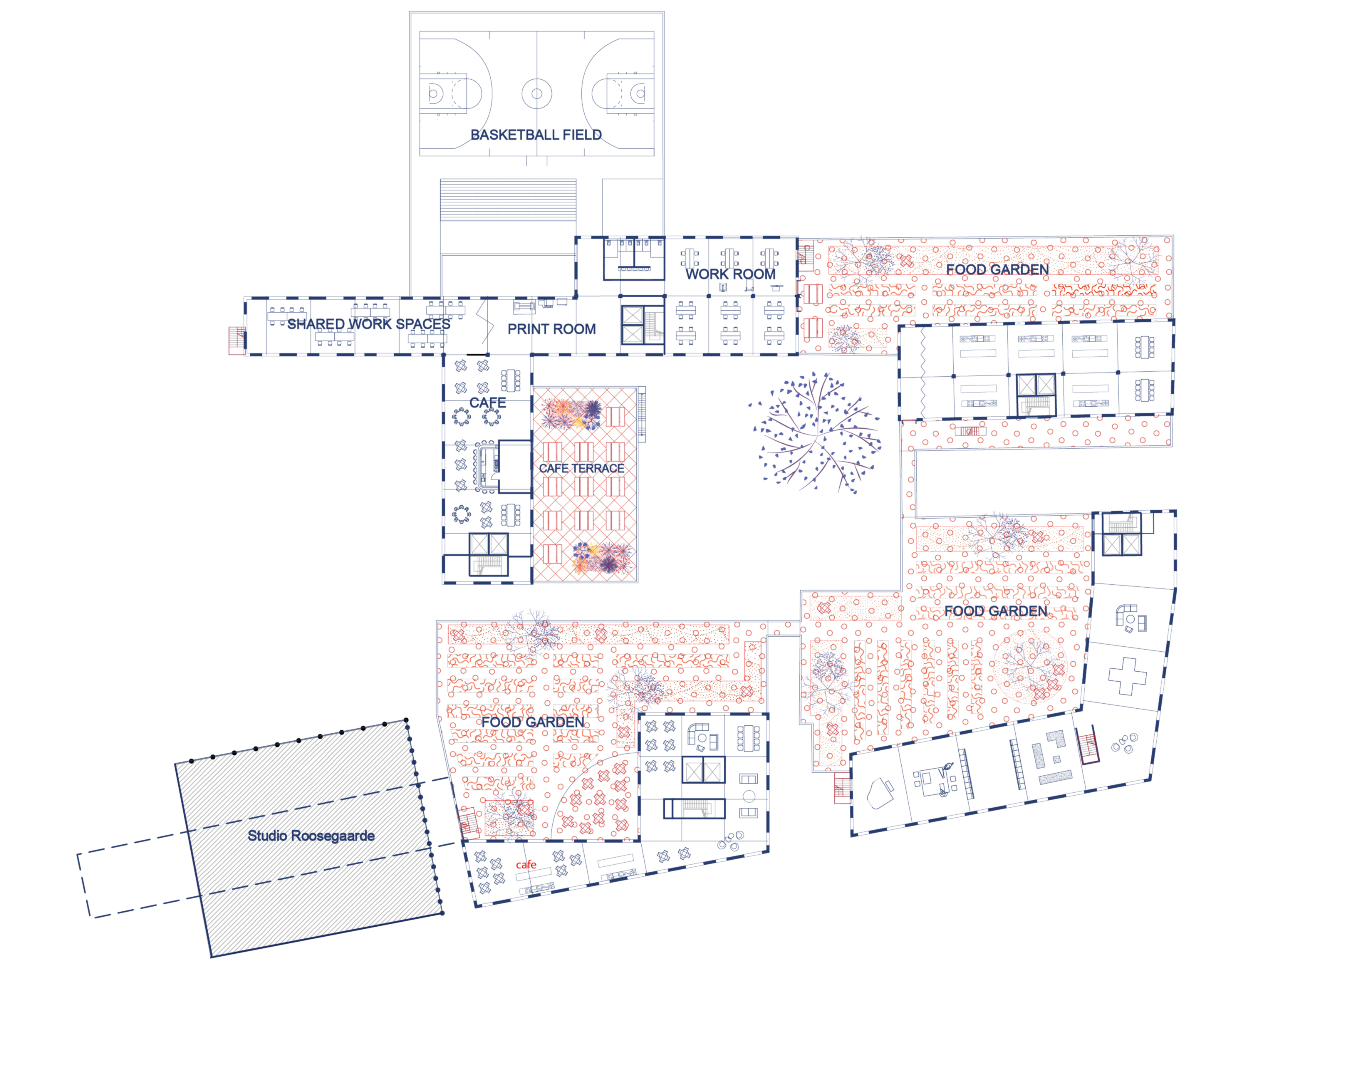 BASKETBALL FIELD
WORK ROOM
FOOD GARDEN
SHARED WORK SPACES
PRINT ROOM
CAFE
CAFE TERRACE
FOOD GARDEN
FOOD GARDEN
Studio Roosegaarde
cafe